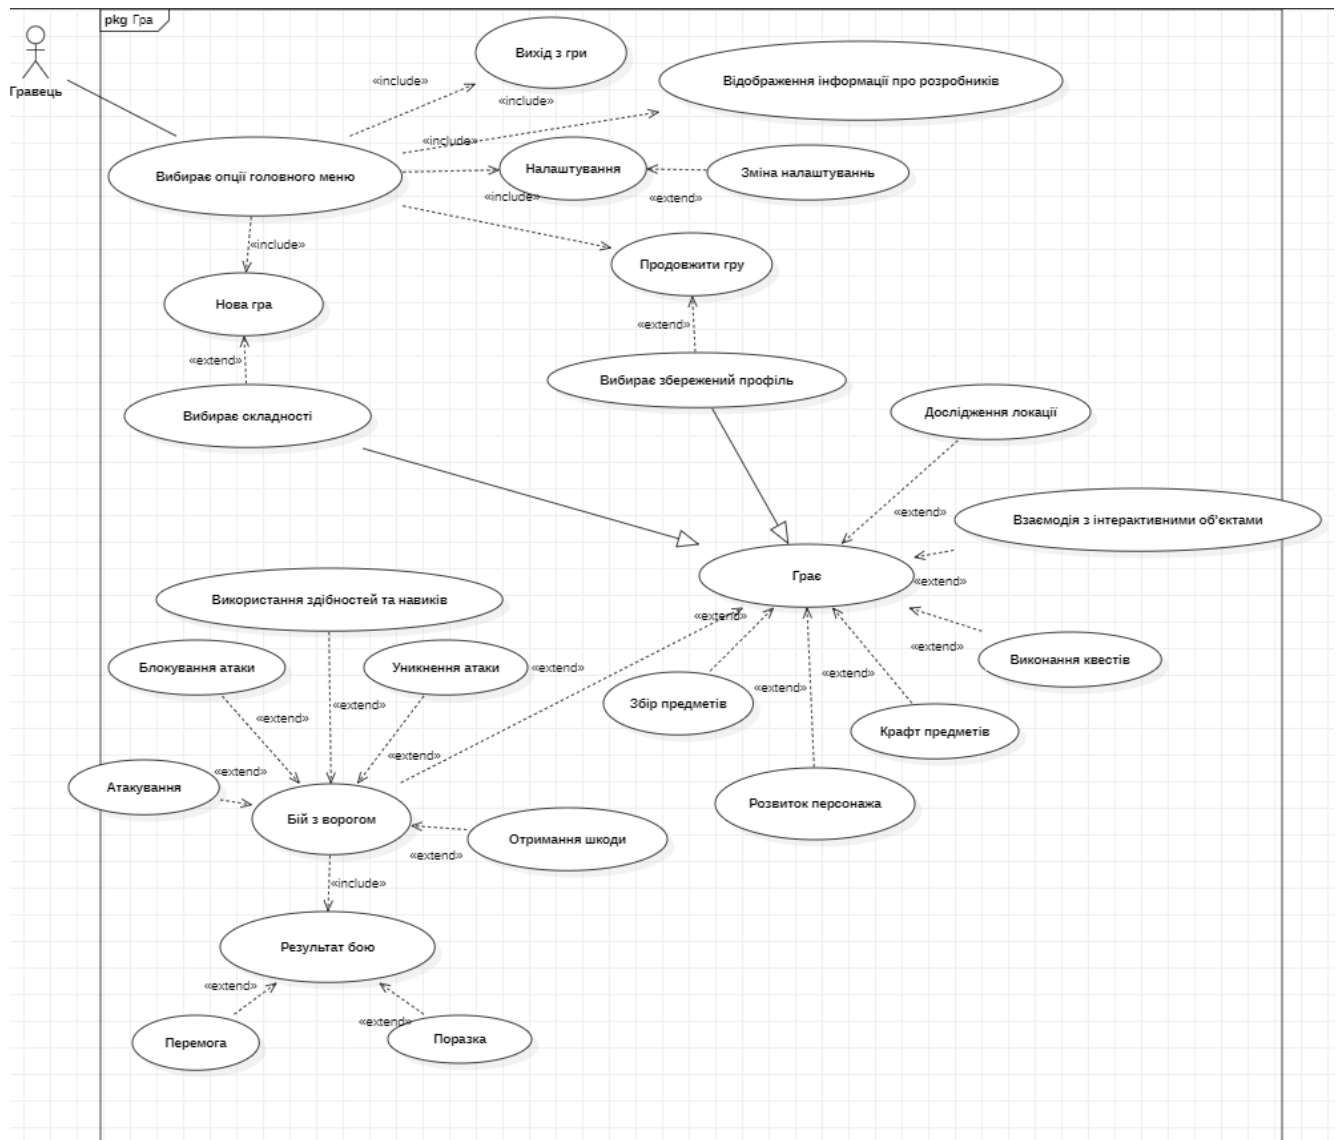 pkg Гра
Гравець
Вихід з гри
«include»
Відображення інформації про розробників
«include»
«include»
Вибирає опції головного меню
Налаштування
Зміна налаштуваннь
«include»
«extend»
«include»
Продовжити гру
Нова гра
«extend»
«extend»
Вибирає збережений профіль
Вибирає складності
Дослідження локації
«extend»
Взаємодія з інтерактивними об'єктами
Грає
«extend»
Використання здібностей та навиків
«extend»
Блокування атаки
Уникнення атаки
«extend»
«extend»
Виконання квестів
«extend»
«extend»
Збір предметів
«extend»
«extend»
«extend»
Крафт предметів
«extend»
«extend»
Атакування
Розвиток персонажа
Бій з ворогом
Отримання шкоди
«extend»
«include»
Результат бою
«extend»
«extend»
Перемога
Поразка